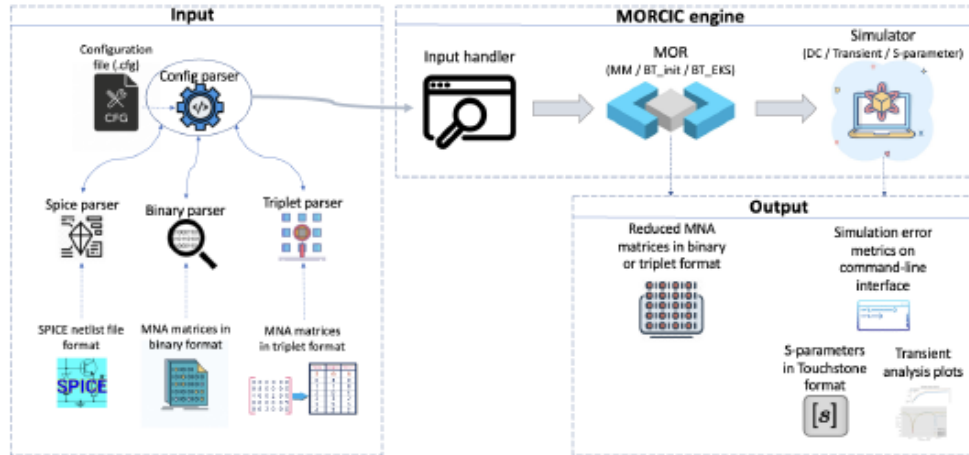 Input
Configuration
file (.cfg)
Config parser
CFG
Spice parser
Binary parser
Triplet parser
SPICE netlist file
format
SPICE
MNA matrices in
binary format
MNA matrices
in triplet format
MORCIC engine
Input handler
MOR
(MM / BT_init / BT_EKS)
Simulator
(DC / Transient / S-parameter)
Output
Reduced MNA
matrices in binary
or triplet format
Simulation error
metrics on
command-line
interface
S-parameters
in Touchstone
format
[s]
Transient
analysis plots